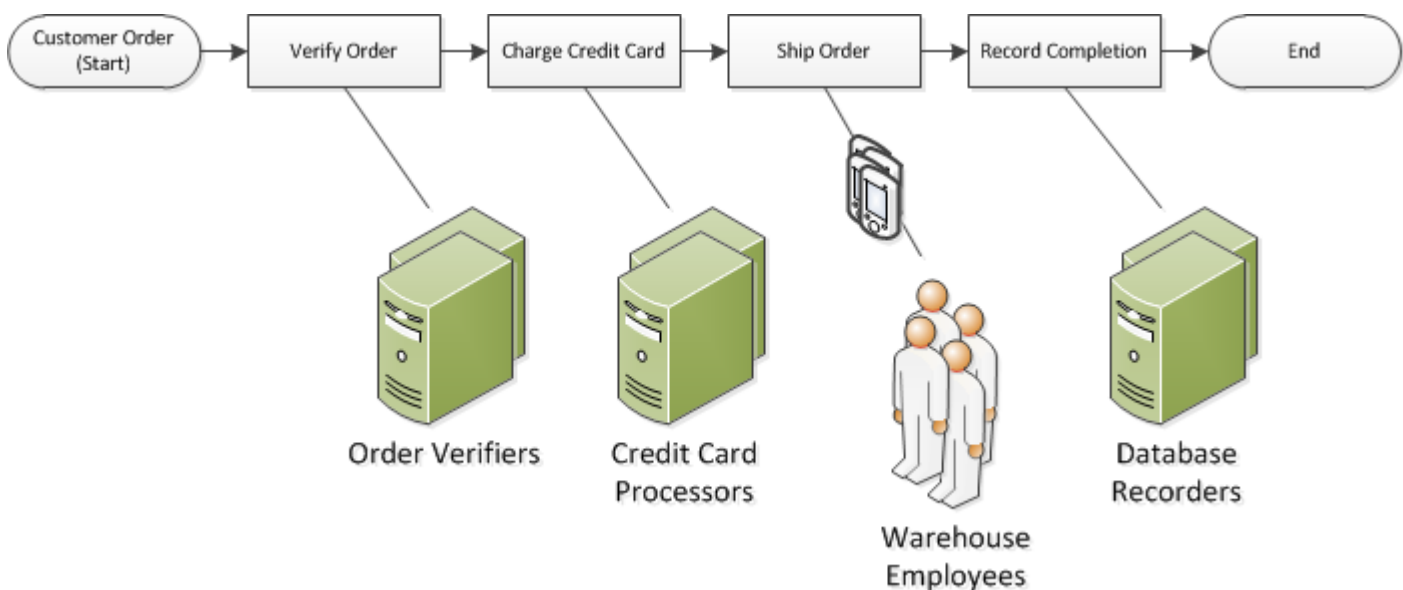 Customer Order
(Start)
Verify Order
Charge Credit Card
Ship Order
Record Completion
End
Order Verifiers
Credit Card
Processors
Warehouse
Employees
Database
Recorders